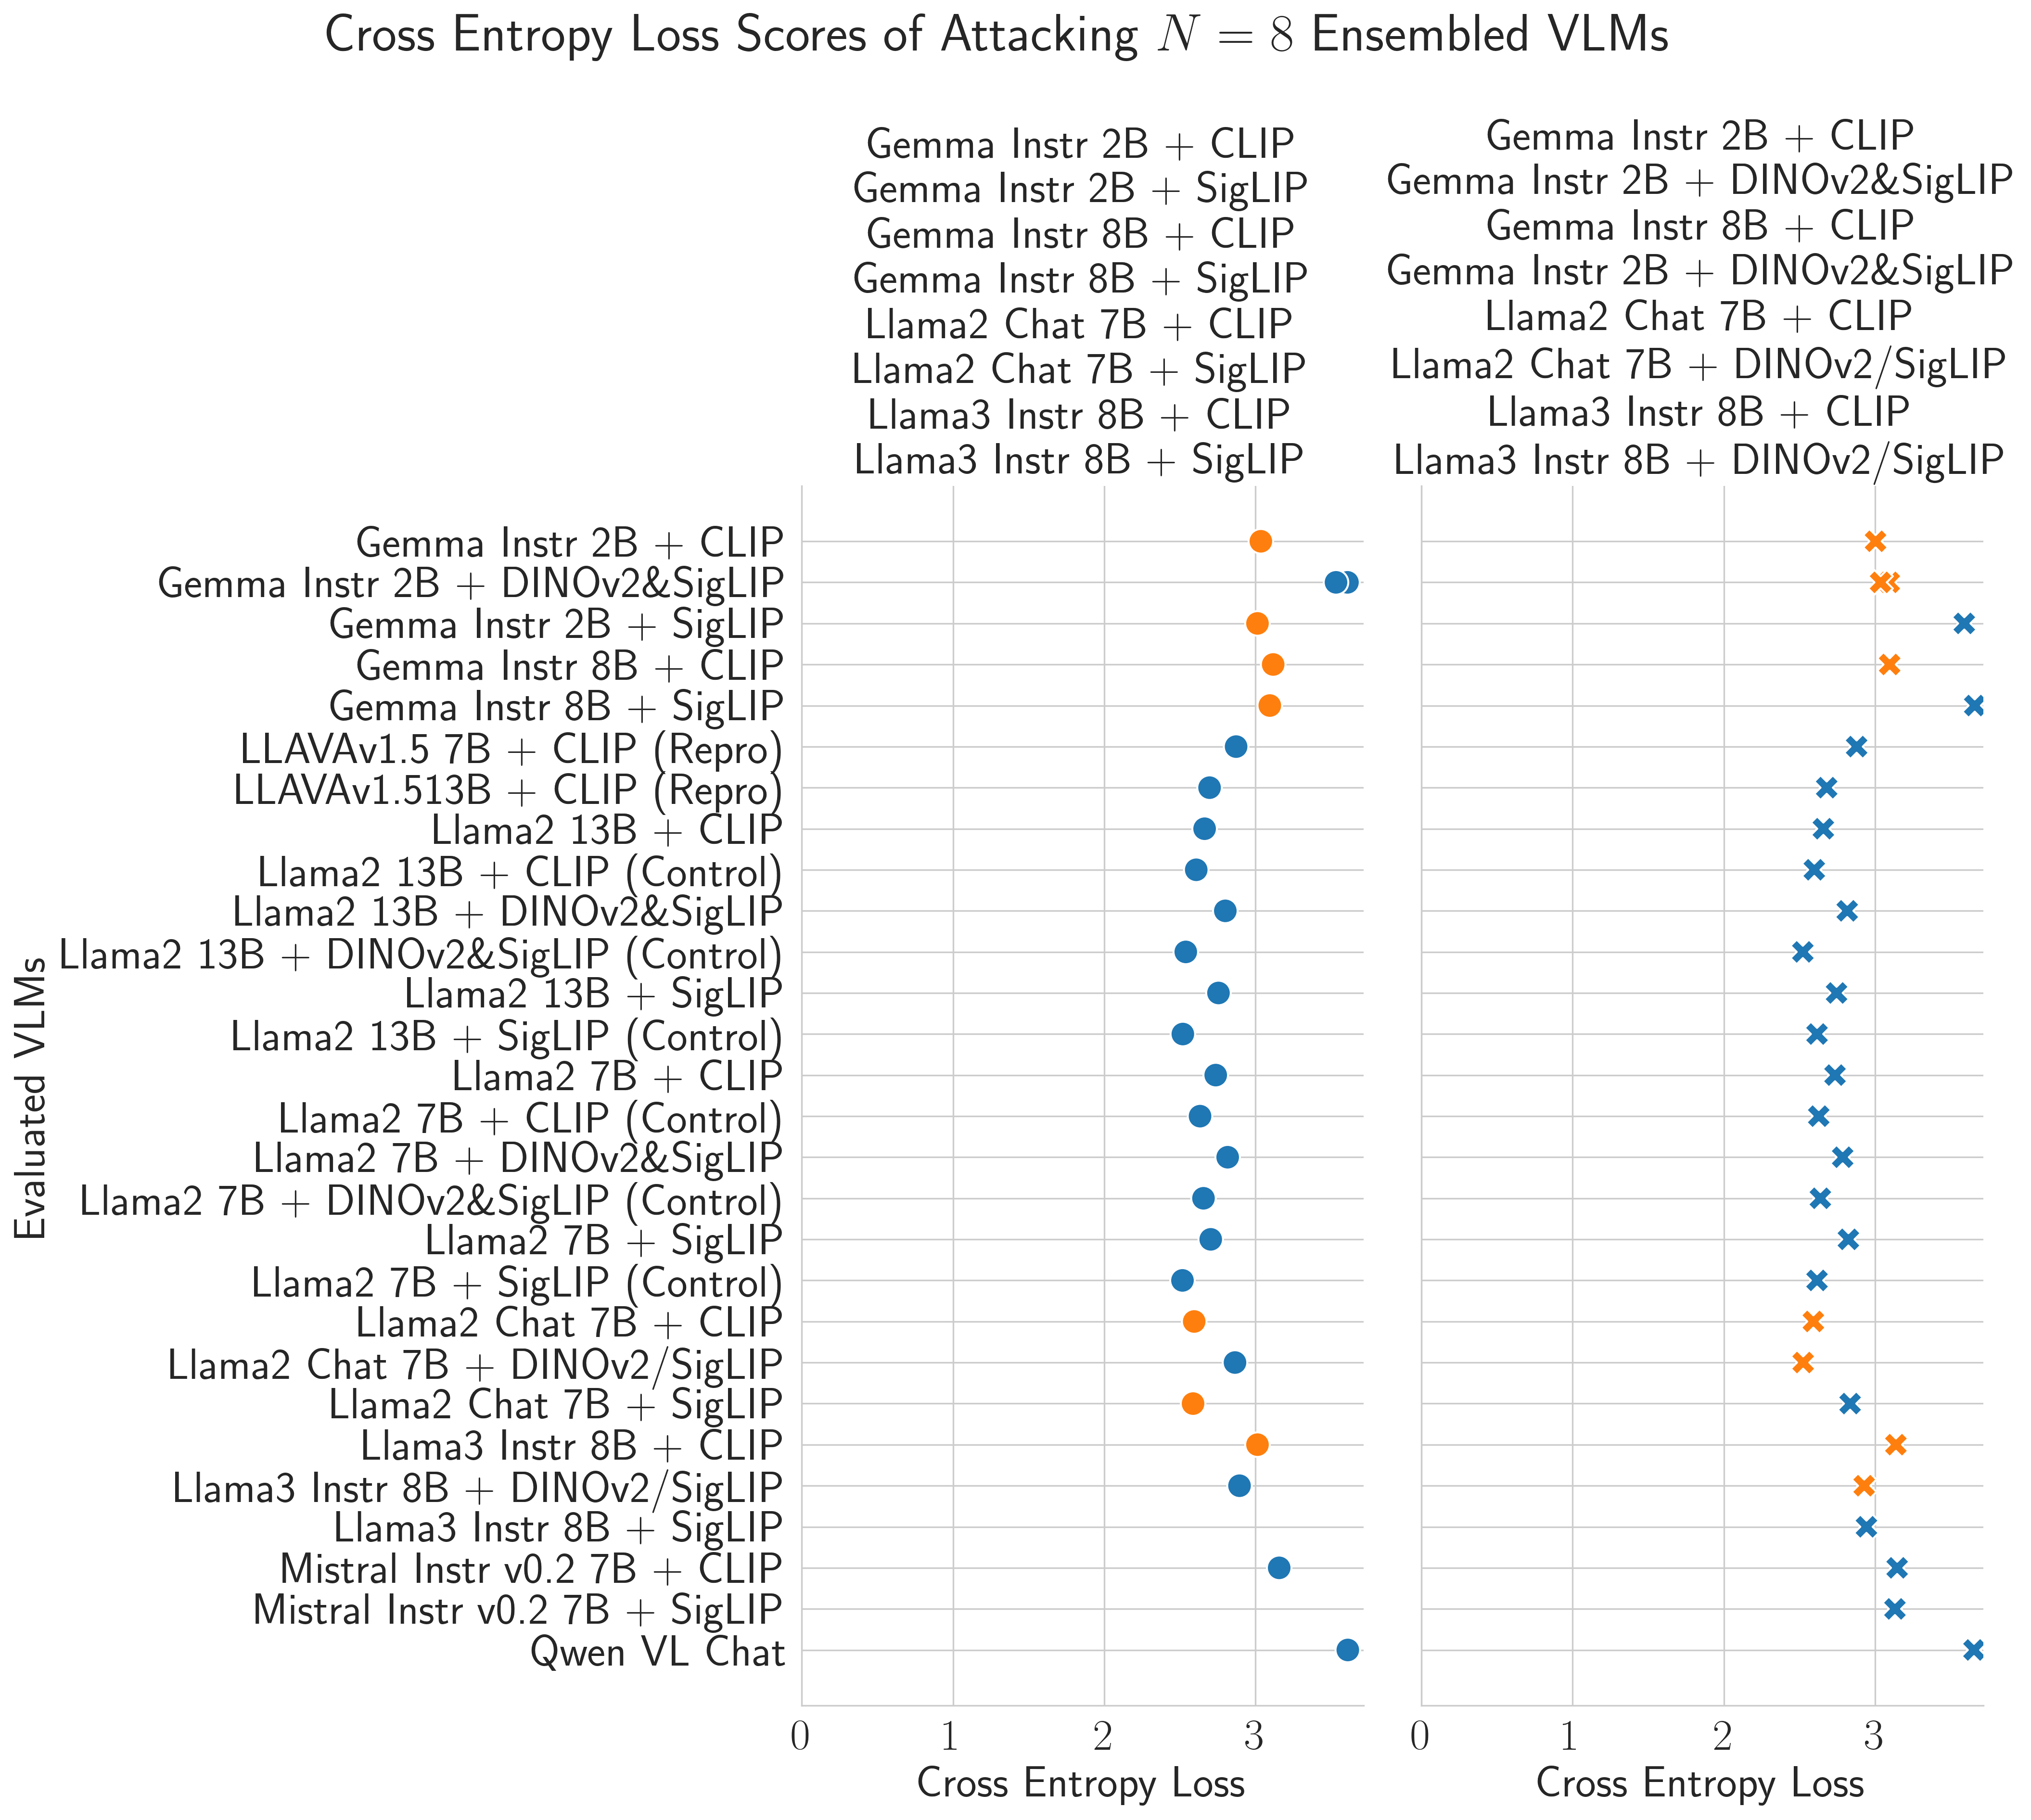 Cross Entropy Loss Scores of Attacking N = 8 Ensembled VLMs
Gemma Instr 2B + CLIP
Gemma Instr 2B + SigLIP
Gemma Instr 8B + CLIP
Gemma Instr 8B + SigLIP
Llama2 Chat 7B + CLIP
Llama2 Chat 7B + SigLIP
Llama3 Instr 8B + CLIP
Llama3 Instr 8B + SigLIP
Gemma Instr 2B + CLIP
Gemma Instr 2B + DINOv2&SigLIP
Gemma Instr 8B + CLIP
Gemma Instr 2B + DINOv2&SigLIP
Llama2 Chat 7B + CLIP
Llama2 Chat 7B + DINOv2/SigLIP
Llama3 Instr 8B + CLIP
Llama3 Instr 8B + DINOv2/SigLIP
Evaluated VLMs
Gemma Instr 2B + CLIP
Gemma Instr 2B + DINOv2&SigLIP
Gemma Instr 2B + SigLIP
Gemma Instr 8B + CLIP
Gemma Instr 8B + SigLIP
LLAVAv1.5 7B + CLIP (Repro)
LLAVAv1.513B + CLIP (Repro)
Llama2 13B + CLIP
Llama2 13B + CLIP (Control)
Llama2 13B + DINOv2&SigLIP
Llama2 13B + DINOv2&SigLIP (Control)
Llama2 13B + SigLIP
Llama2 13B + SigLIP (Control)
Llama2 7B + CLIP
Llama2 7B + CLIP (Control)
Llama2 7B + DINOv2&SigLIP
Llama2 7B + DINOv2&SigLIP (Control)
Llama2 7B + SigLIP
Llama2 7B + SigLIP (Control)
Llama2 Chat 7B + CLIP
Llama2 Chat 7B + DINOv2/SigLIP
Llama2 Chat 7B + SigLIP
Llama3 Instr 8B + CLIP
Llama3 Instr 8B + DINOv2/SigLIP
Llama3 Instr 8B + SigLIP
Mistral Instr v0.2 7B + CLIP
Mistral Instr v0.2 7B + SigLIP
Qwen VL Chat
0 1 2 3
Cross Entropy Loss
0 1 2 3
Cross Entropy Loss